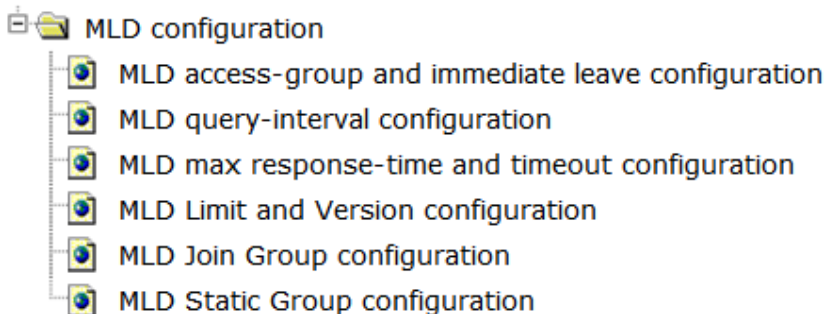 MLD configuration
MLD access-group and immediate leave configuration
MLD query-interval configuration
MLD max response-time and timeout configuration
MLD Limit and Version configuration
MLD Join Group configuration
MLD Static Group configuration